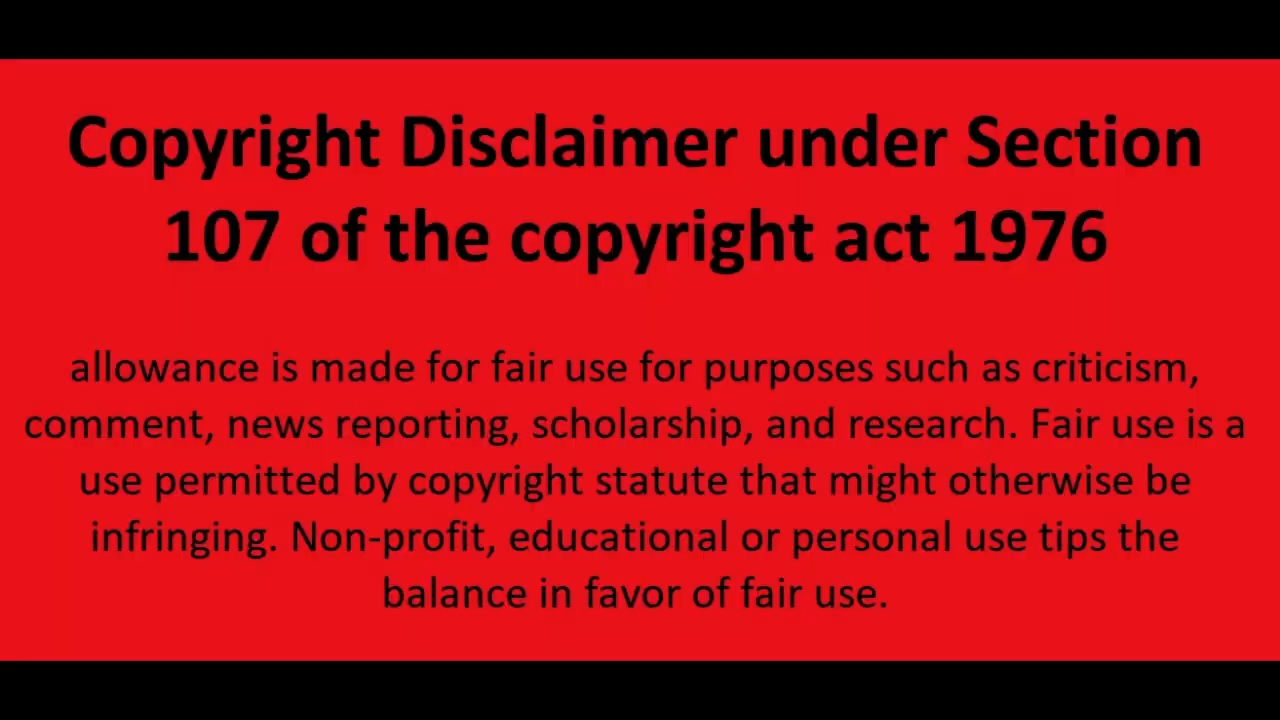 Copyright Disclaimer under Section
107 of the copyright act 1976
allowance is made for fair use for purposes such as criticism,
comment, news reporting, scholarship, and research. Fair use is a
use permitted by copyright statute that might otherwise be
infringing. Non-profit, educational or personal use tips the
balance in favor of fair use.